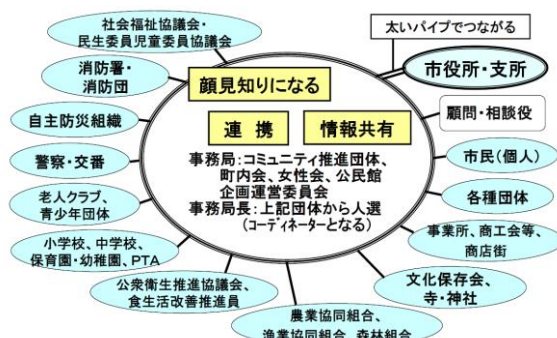 社会福祉協議会・
民生委員児童委員協議会
太いパイプでつながる
消防署・
消防団
顔見知りになる
市役所・支所
自主防災組織
連 携
情報共有
顧問・相談役
警察・交番
事務局:コミュニティ推進団体、
町内会、女性会、公民館
企画運営委員会
事務局長:上記団体から人選
(コーディネーターとなる)
市民(個人)
老人クラブ、
青少年団体
各種団体
小学校、中学校、
保育園・幼稚園、PTA
事業所、商工会等、
商店街
公衆衛生推進協議会、
食生活改善推進員
文化保存会、
寺・神社
農業協同組合、
漁業協同組合、森林組合